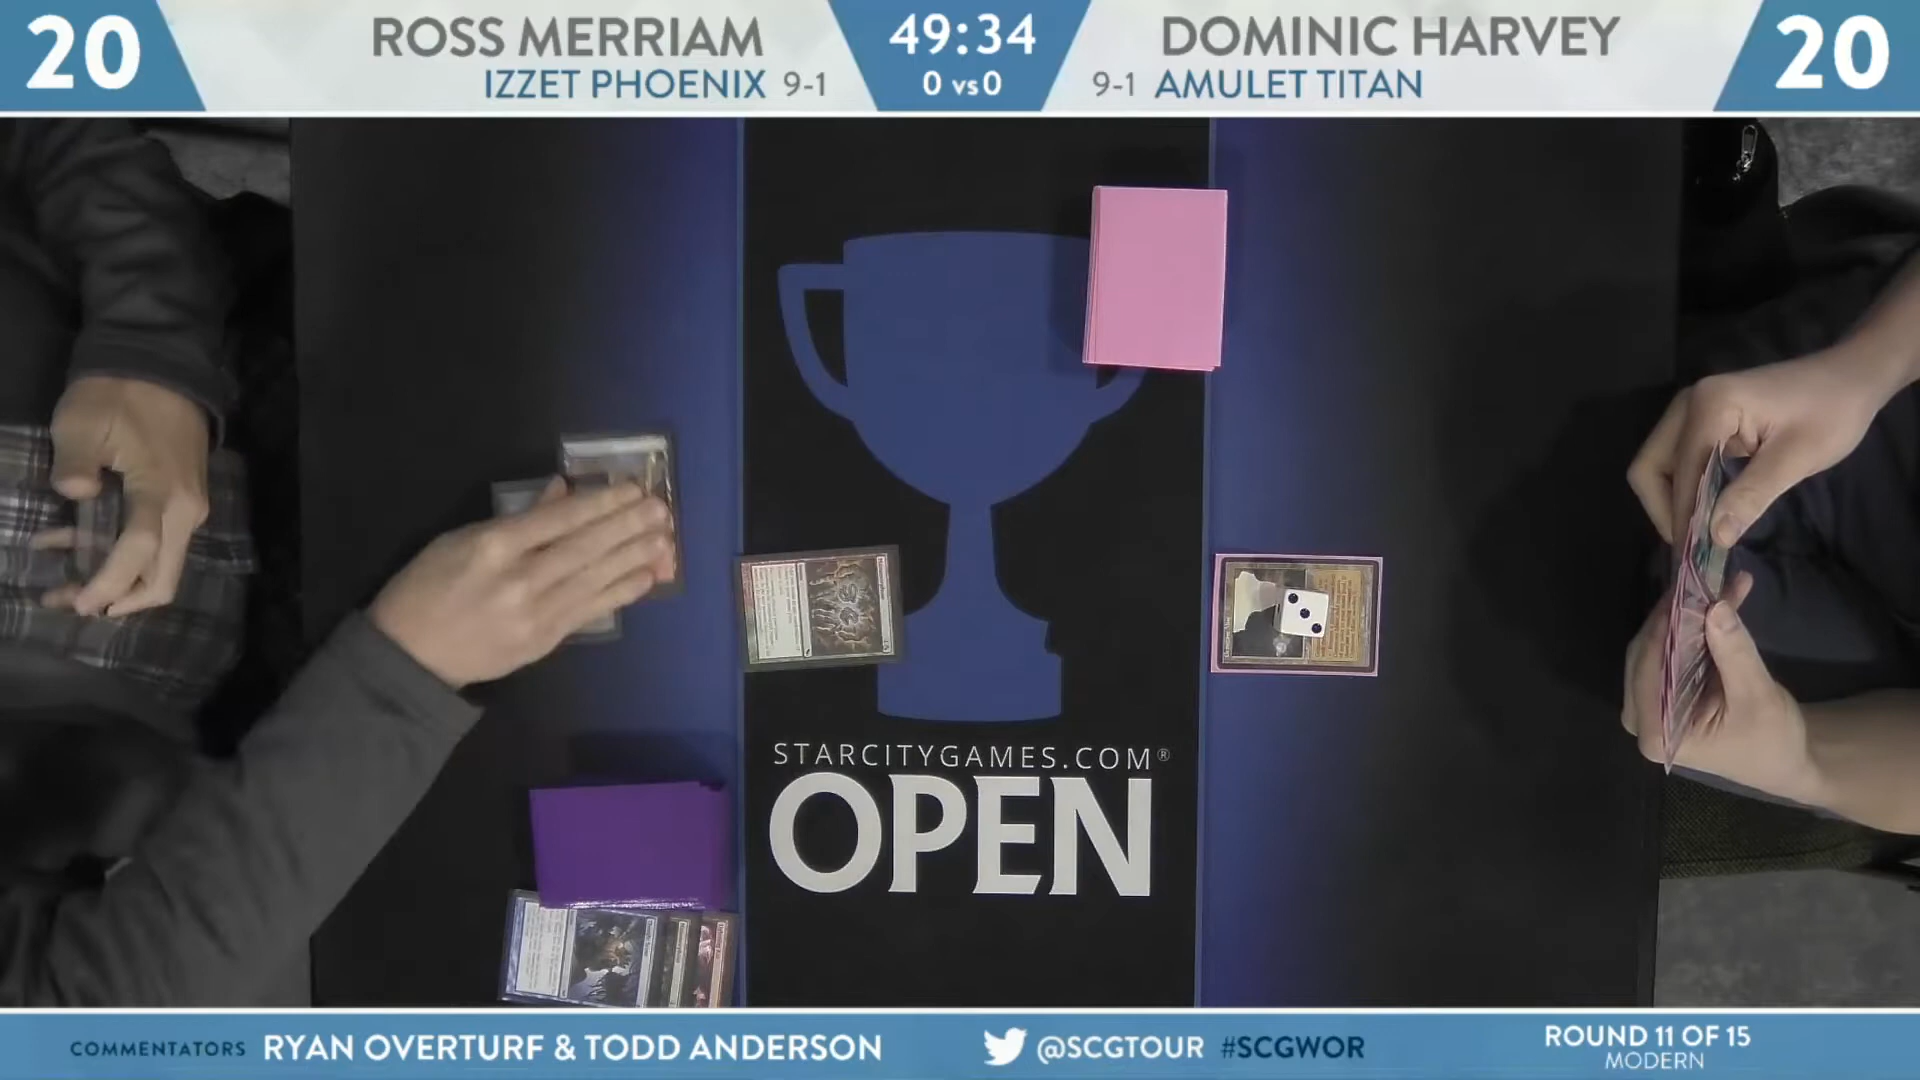 20
ROSS MERRIAM
IZZET PHOENIX 9-1
49:34
0 vs 0
DOMINIC HARVEY
9-1 AMULET TITAN
20
STARCITYGAMES.COM®
OPEN
COMMENTATORS RYAN OVERTURF & TODD ANDERSON
@SCGTOUR #SCGWOR
ROUND 11 OF 15
MODERN